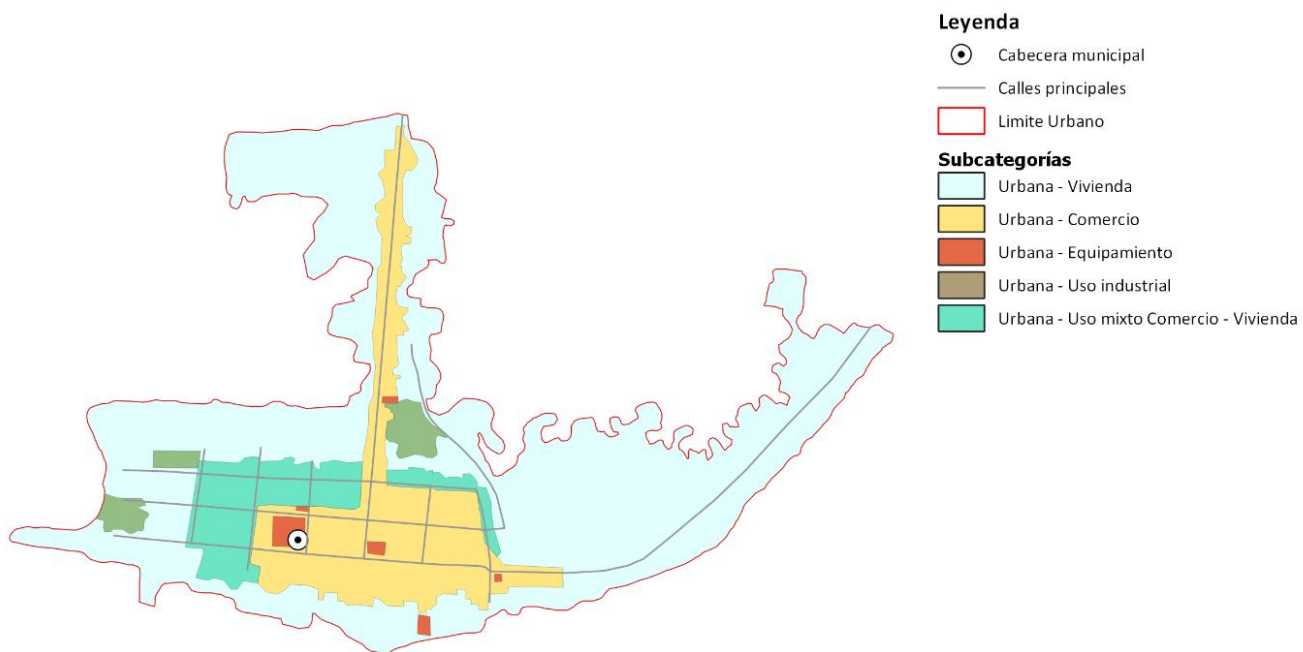 Leyenda
Cabecera municipal
Calles principales
Limite Urbano
Subcategorías
Urbana - Vivienda
Urbana - Comercio
Urbana - Equipamiento
Urbana - Uso industrial
Urbana - Uso mixto Comercio - Vivienda